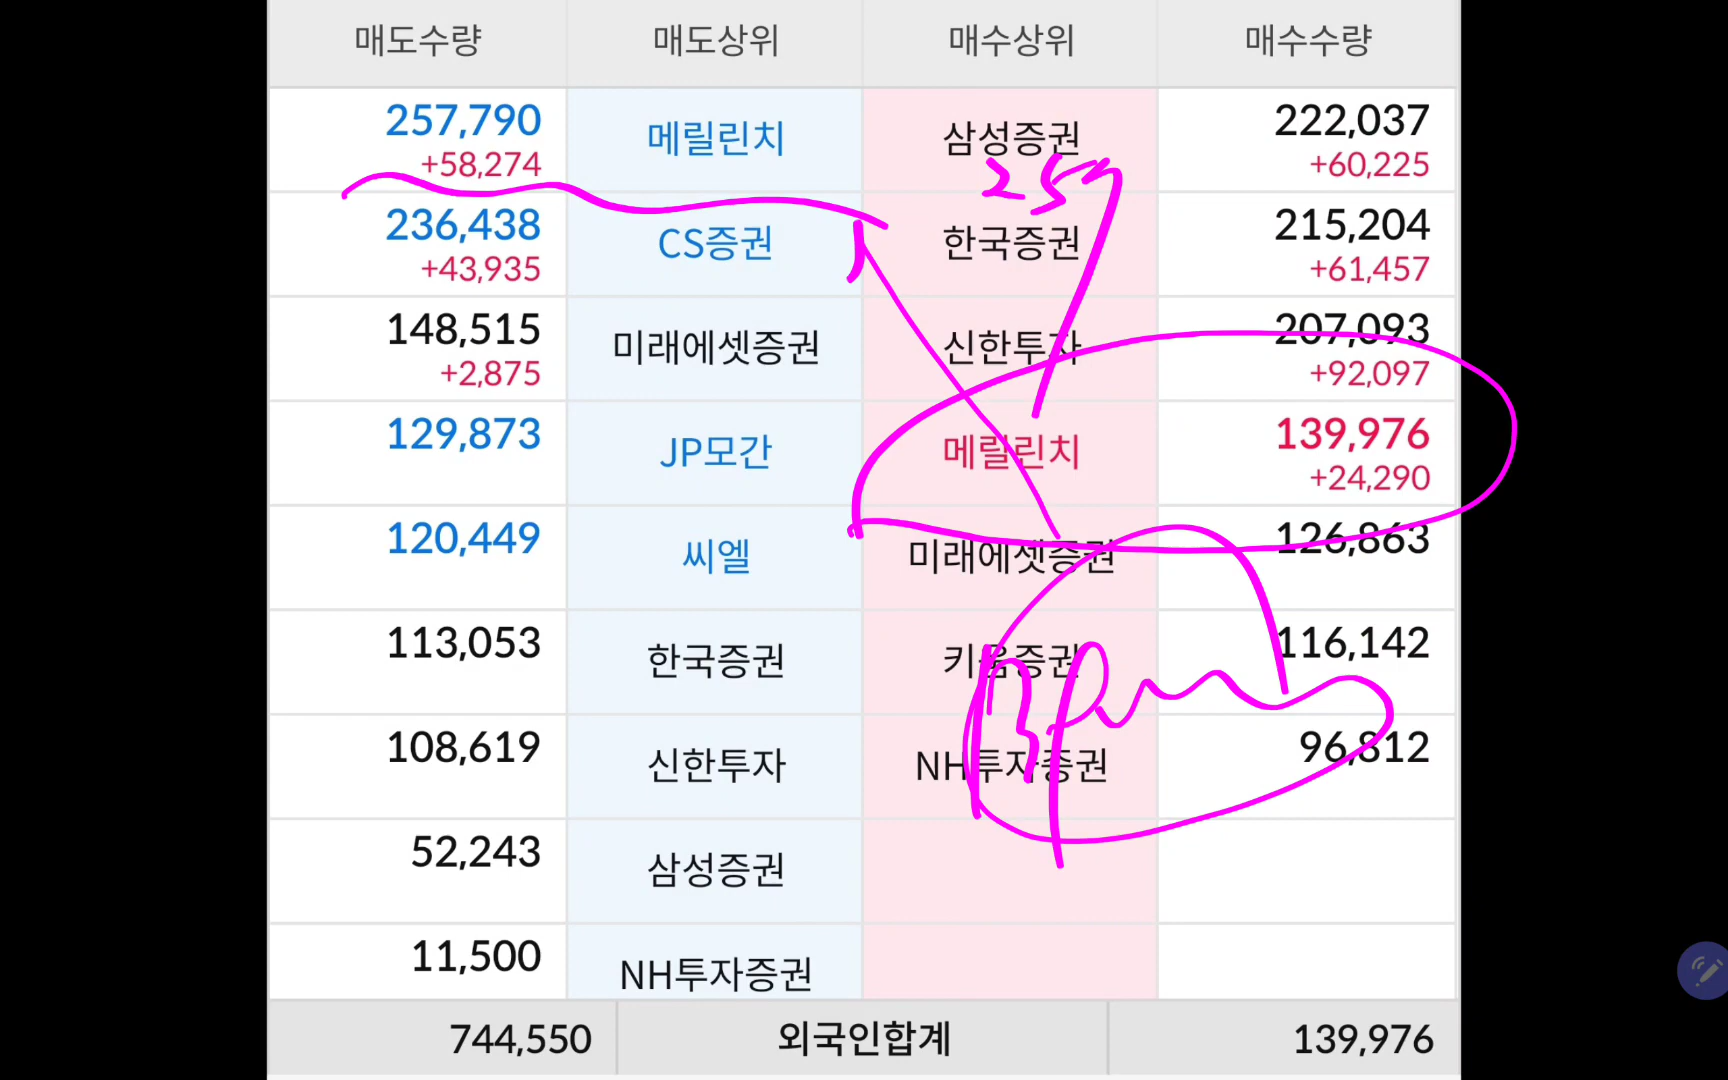 매도수량 매도상위 매수상위 매수수량
257,790 메릴린치 삼성증권 222,037
+58,274 +60,225
257
236,438 CS증권 한국증권 215,204
+43,935 +61,457
148,515 미래에셋증권 신한투자 207,093
+2,875 +92,097
129,873 JP모간 메릴린치 139,976
+24,290
120,449 씨엘 미래에셋증권 126,863
113,053 한국증권 키움증권 116,142
108,619 신한투자 NH투자증권 96,812
52,243 삼성증권
11,500 NH투자증권
744,550 외국인합계 139,976